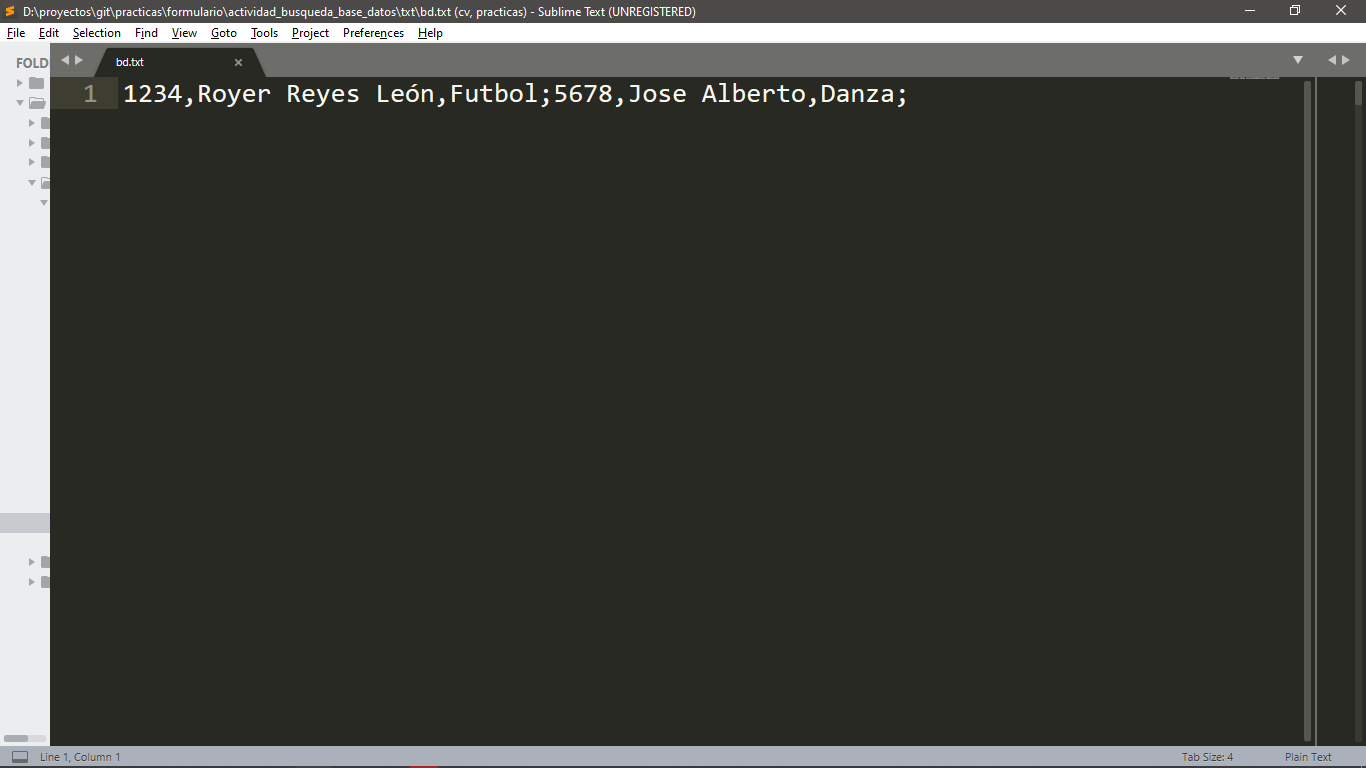 D:\proyectos\git\practicas\formulario\actividad_busqueda_base_datos\txt\bd.txt (cv, practicas) - Sublime Text (UNREGISTERED)
File Edit Selection Find View Goto Tools Project Preferences Help
FOLD
bd.txt
1 1234,Royer Reyes León,Futbol;5678,Jose Alberto,Danza;
Line 1, Column 1
Tab Size: 4
Plain Text